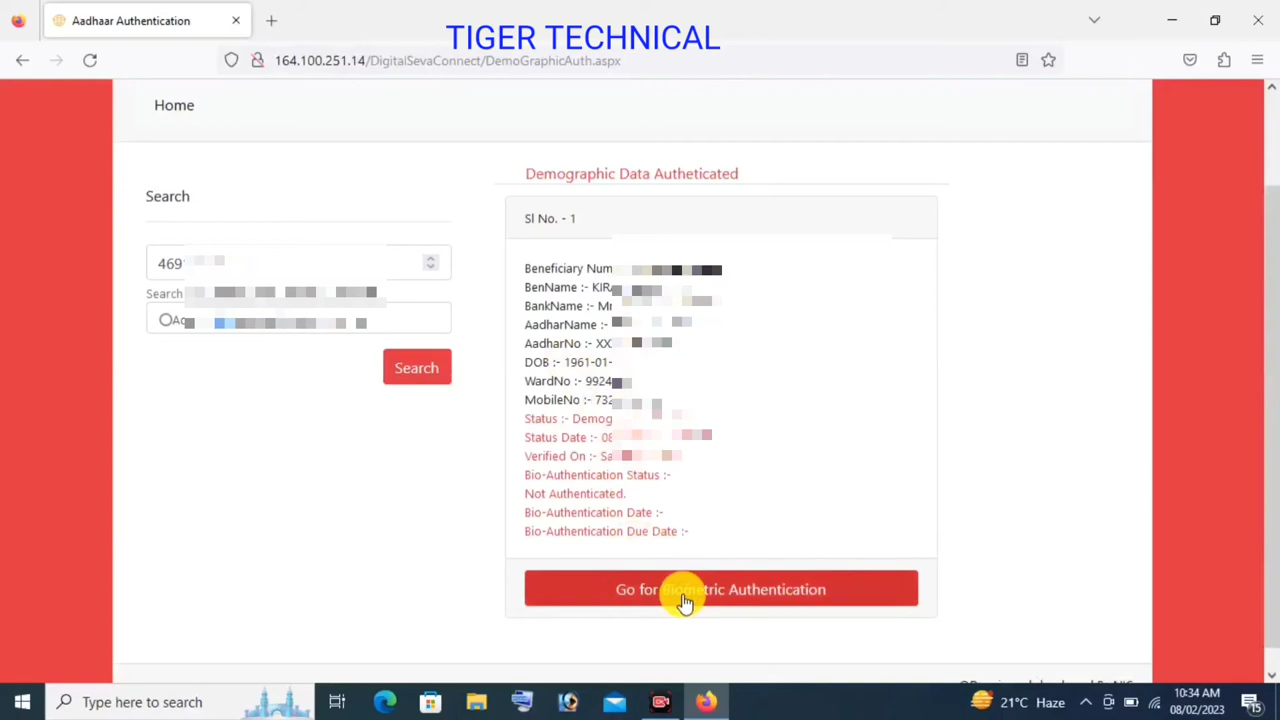 Aadhaar Authentication
TIGER TECHNICAL
164.100.251.14/DigitalSevaConnect/DemoGraphicAuth.aspx
Home
Demographic Data Autheticated
Search
Sl No. - 1
469
Search
Beneficiary Num
BenName :- KIR
BankName :-
AadharName :-
AadharNo :- XX
DOB :- 1961-01-
WardNo :- 9924
MobileNo :- 732
Search
Status :- Demog
Status Date :- 08
Verified On :- Sa
Bio-Authentication Status :-
Not Authenticated.
Bio-Authentication Date :-
Bio-Authentication Due Date :-
Go for Biometric Authentication
Type here to search
21°C Haze
10:34 AM
08/02/2023
15